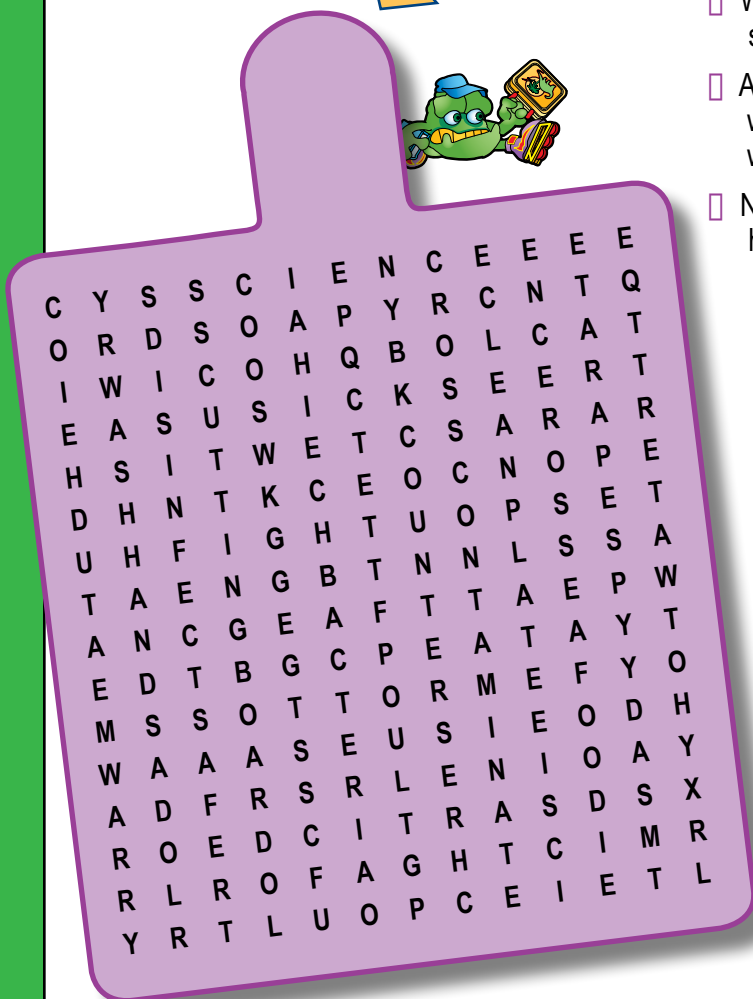 C Y S S C I E N C E E E E
O R D S O A P Y R C N T Q
I W I C O H Q B O L C A T
E A S U S I C K S E E R T
H S I T W E T C S A R A R
D H N T K C E O C N O P E
U H F I G H T U O P S E T
T A E N G B T N N L S S A
A N C G E A F T T A E P W
E D T B G C P E A T A Y T
M S S O T T O R M E F Y O
W A A A S E U S I E O D H
A D F R S R L E N I O A Y
R O E D C I T R A S D S X
R L R O F A G H T C I M R
Y R T L U O P C E I E T L